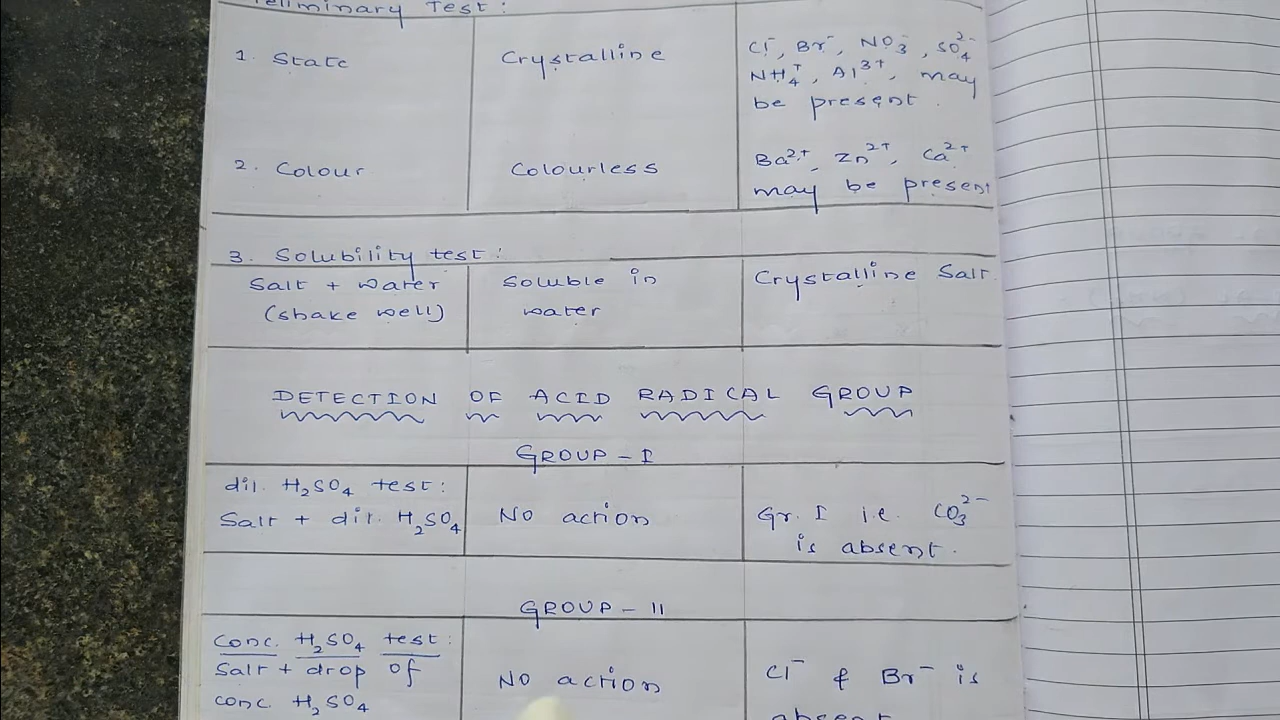 Preliminary Test:
1. State
Crystalline
Cl⁻, Br⁻, NO₃⁻, SO₄²⁻
NH₄⁺, Al³⁺, may
be present.
2. Colour
Colourless
Ba²⁺, Zn²⁺, Ca²⁺
may be present
3. Solubility test:
Salt + water
(shake well)
Soluble in
water
Crystalline Salt.
DETECTION OF ACID RADICAL GROUP
GROUP - I
dil. H₂SO₄ test:
Salt + dil. H₂SO₄
No action
Gr. I i.e. CO₃²⁻
is absent.
GROUP - II
Conc. H₂SO₄ test:
Salt + drop of
conc H₂SO₄
No action
Cl⁻ & Br⁻ is
absent